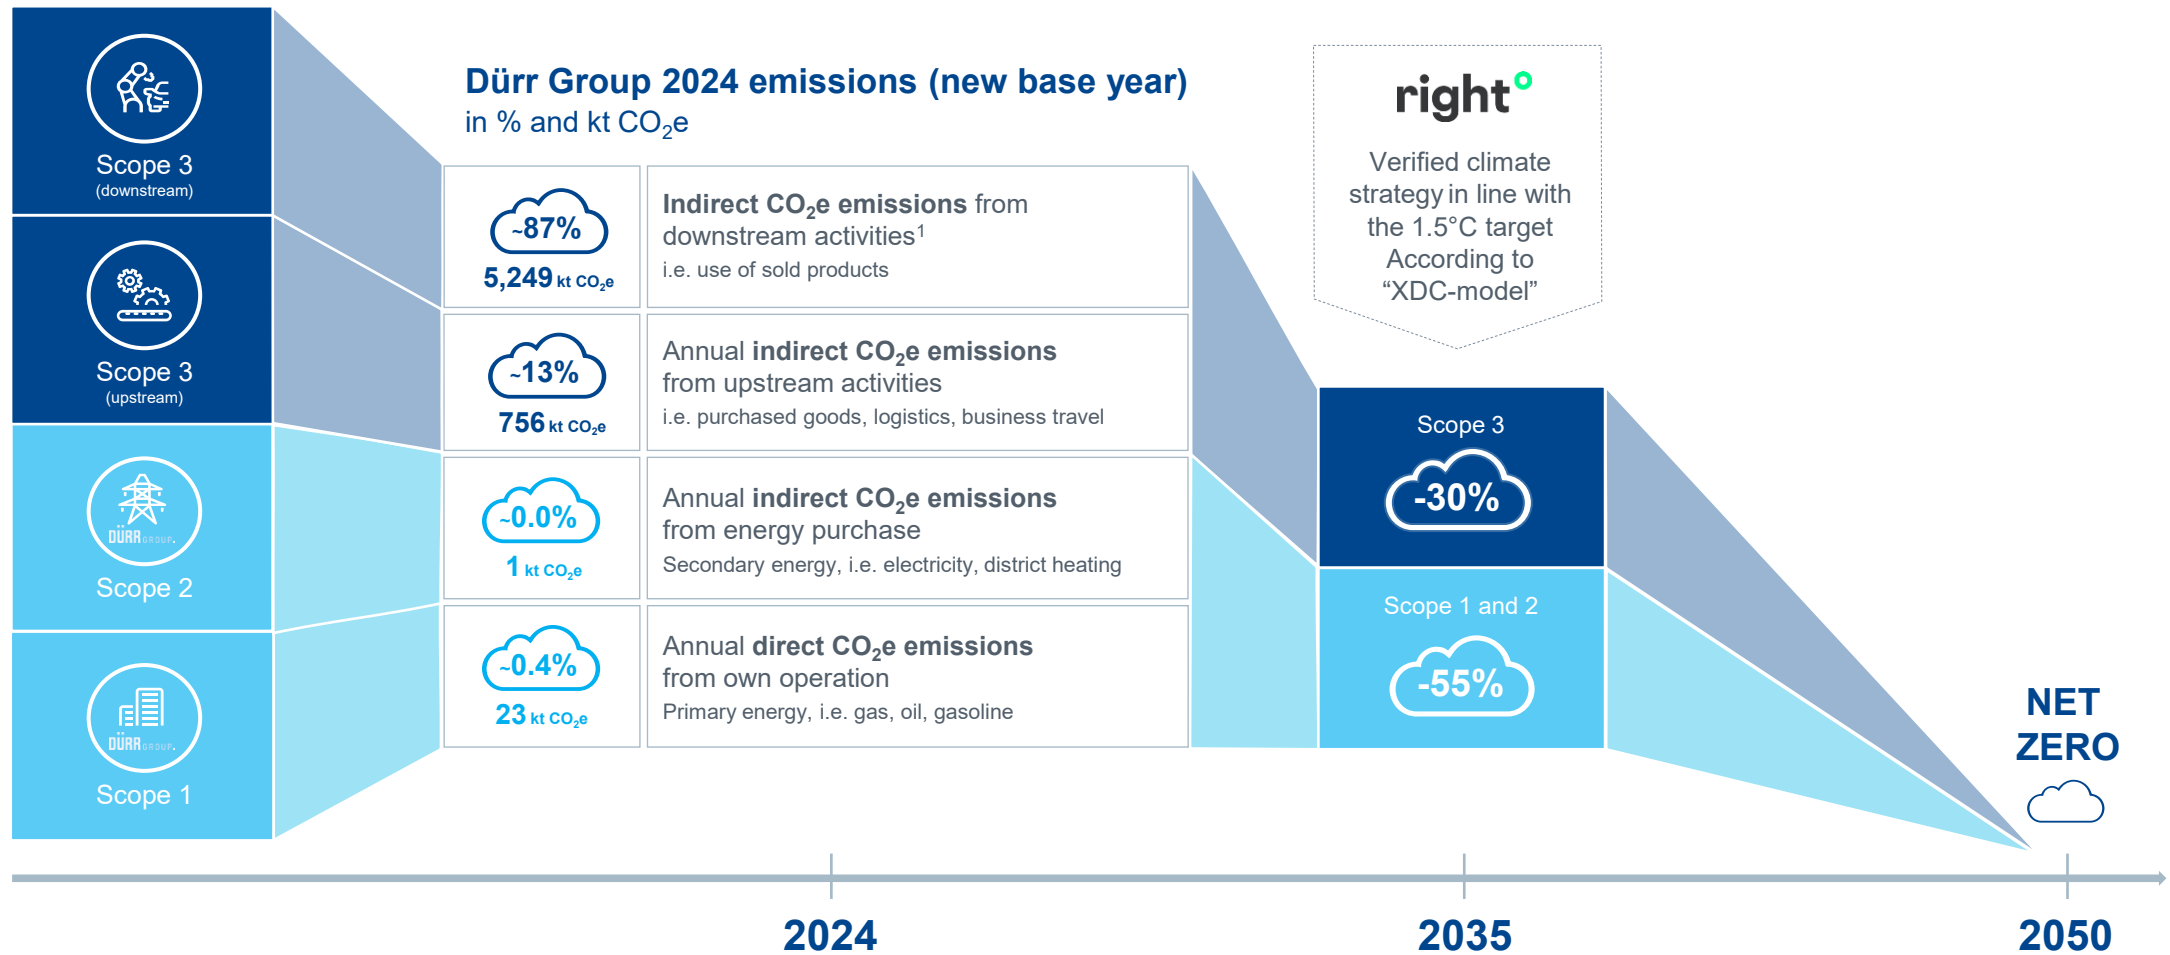 Scope 3
(downstream)
Scope 3
(upstream)
DÜRR GROUP.
Scope 2
DÜRR GROUP.
Scope 1
Dürr Group 2024 emissions (new base year)
in % and kt CO₂e
~87%
5,249 kt CO₂e
Indirect CO₂e emissions from
downstream activities¹
i.e. use of sold products
~13%
756 kt CO₂e
Annual indirect CO₂e emissions
from upstream activities
i.e. purchased goods, logistics, business travel
~0.0%
1 kt CO₂e
Annual indirect CO₂e emissions
from energy purchase
Secondary energy, i.e. electricity, district heating
~0.4%
23 kt CO₂e
Annual direct CO₂e emissions
from own operation
Primary energy, i.e. gas, oil, gasoline
right°
Verified climate
strategy in line with
the 1.5°C target
According to
“XDC-model”
Scope 3
-30%
Scope 1 and 2
-55%
NET
ZERO
2024
2035
2050